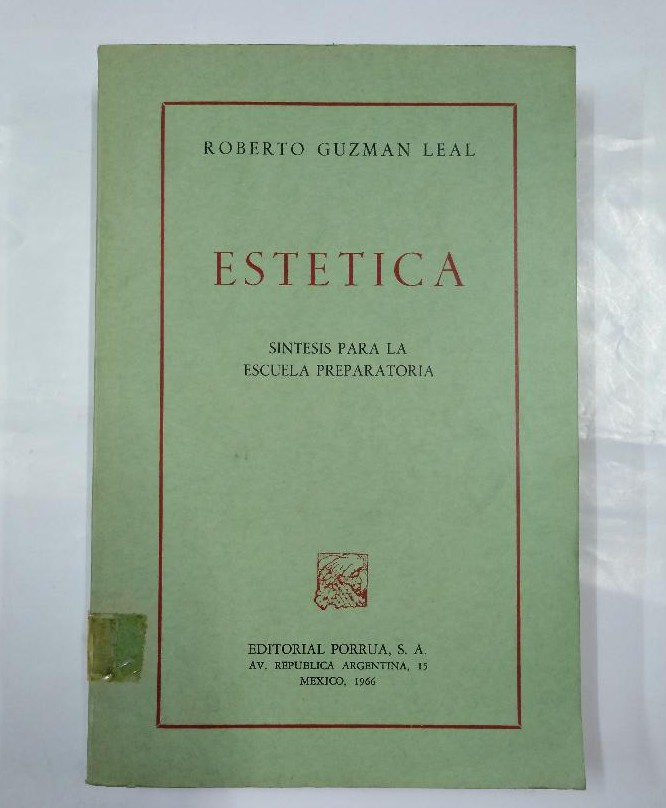 ROBERTO GUZMAN LEAL
ESTETICA
SINTESIS PARA LA
ESCUELA PREPARATORIA
EDITORIAL PORRUA, S. A.
AV. REPUBLICA ARGENTINA, 15
MEXICO, 1966